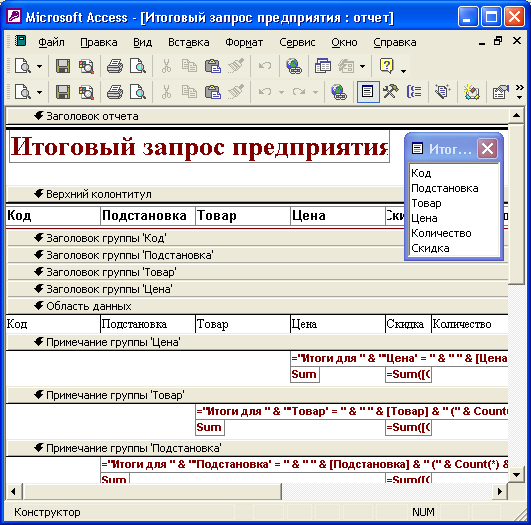 Microsoft Access - [Итоговый запрос предприятия : отчет]
Файл Правка Вид Вставка Формат Сервис Окно Справка
Заголовок отчета
Итоговый запрос предприятия
Итог...
Код
Подстановка
Товар
Цена
Количество
Скидка
Верхний колонтитул
Код Подстановка Товар Цена
Заголовок группы 'Код'
Заголовок группы 'Подстановка'
Заголовок группы 'Товар'
Заголовок группы 'Цена'
Область данных
Код Подстановка Товар Цена Скидка Количество
Примечание группы 'Цена'
="Итоги для " & "'Цена' = " & " " & [Цена
Sum =Sum([С
Примечание группы 'Товар'
="Итоги для " & "'Товар' = " & " " & [Товар] & " (" & Count(
Sum =Sum([С
Примечание группы 'Подстановка'
="Итоги для " & "'Подстановка' = " & " " & [Подстановка] & " (" & Count(*) &
Sum =Sum([С
Конструктор NUM